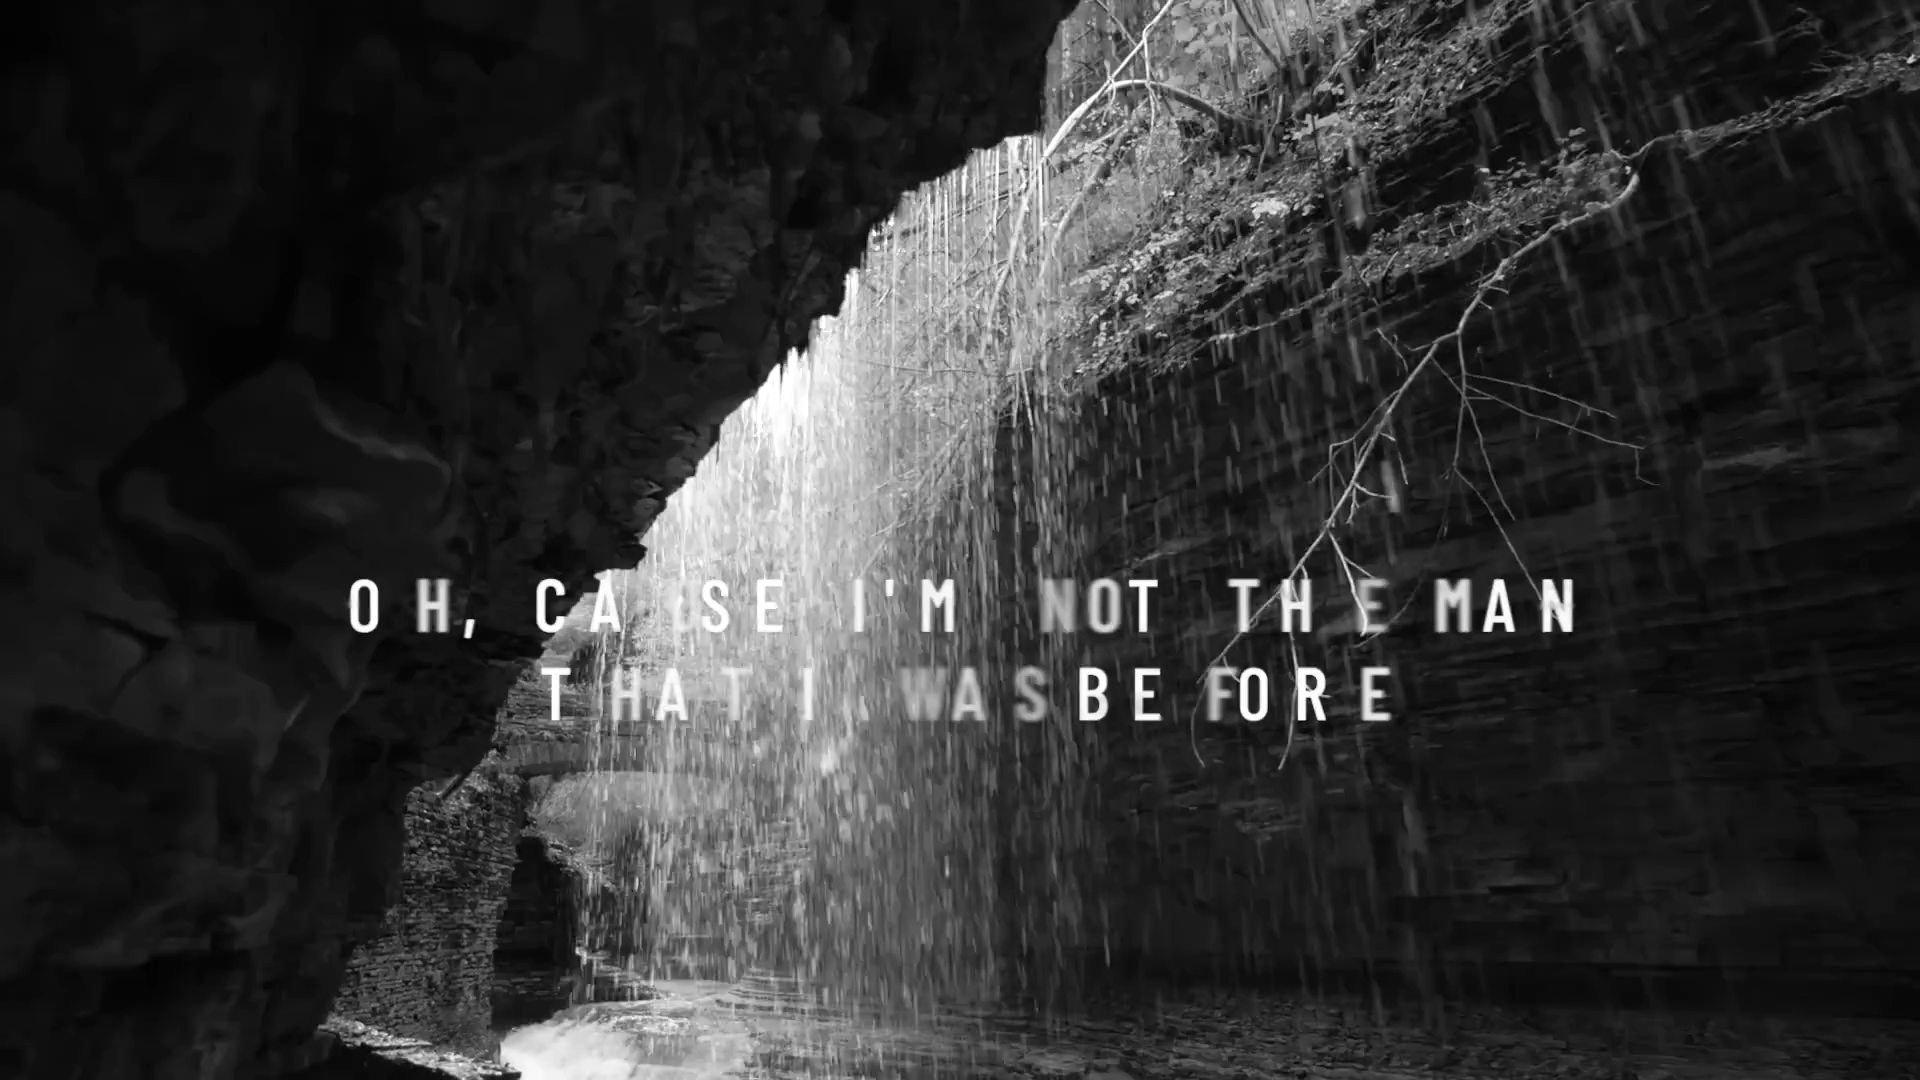 OH, CAUSE I'M NOT THE MAN
THAT I WAS BEFORE